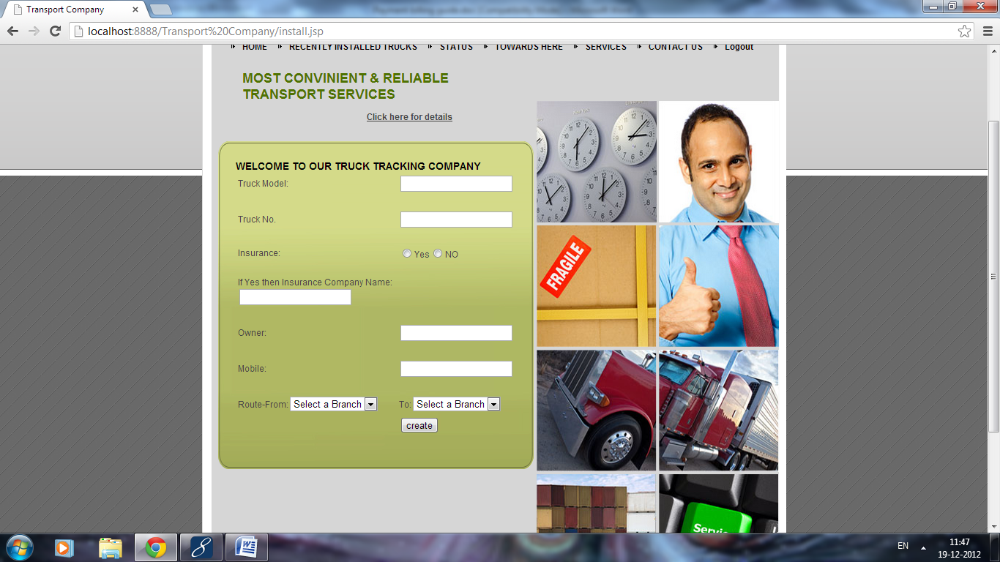 Transport Company
localhost:8888/Transport%20Company/install.jsp
HOME RECENTLY INSTALLED TRUCKS STATUS TOWARDS HERE SERVICES CONTACT US Logout
MOST CONVINIENT & RELIABLE
TRANSPORT SERVICES
Click here for details
WELCOME TO OUR TRUCK TRACKING COMPANY
Truck Model:
Truck No.
Insurance: Yes NO
If Yes then Insurance Company Name:
Owner:
Mobile:
Route-From: Select a Branch To: Select a Branch
create
FRAGILE
EN
11:47
19-12-2012